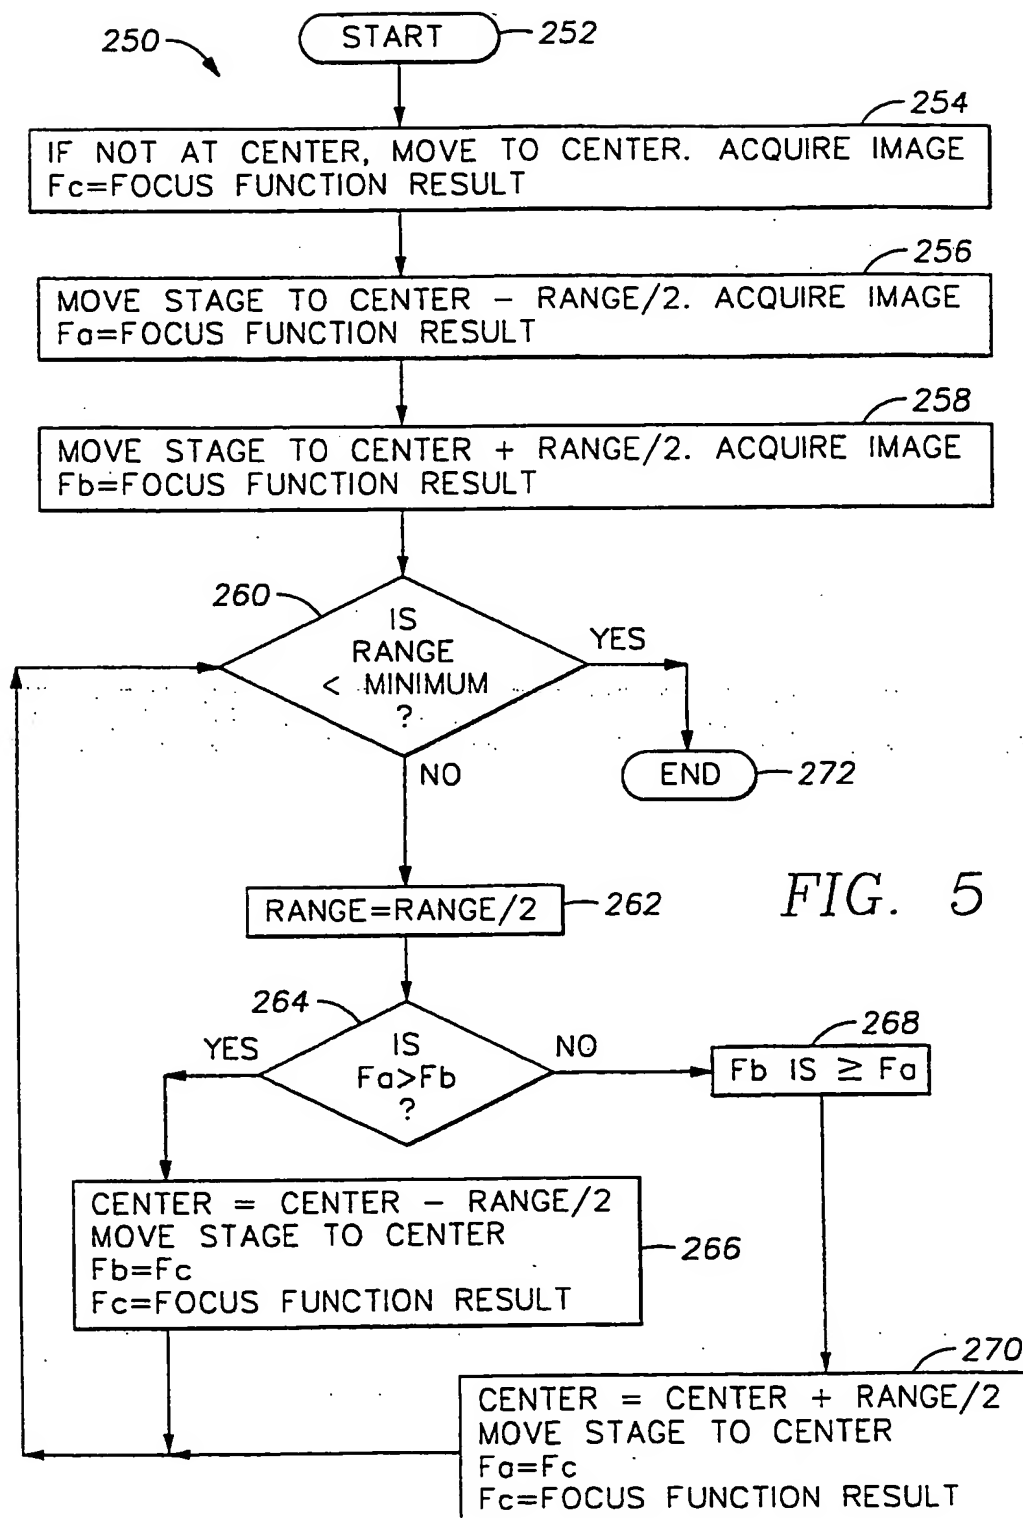 250
START
252
254
IF NOT AT CENTER, MOVE TO CENTER. ACQUIRE IMAGE
Fc=FOCUS FUNCTION RESULT
256
MOVE STAGE TO CENTER – RANGE/2. ACQUIRE IMAGE
Fa=FOCUS FUNCTION RESULT
258
MOVE STAGE TO CENTER + RANGE/2. ACQUIRE IMAGE
Fb=FOCUS FUNCTION RESULT
260
IS
RANGE
< MINIMUM
?
YES
NO
END
272
RANGE=RANGE/2
262
FIG. 5
264
IS
Fa>Fb
?
YES
NO
268
Fb IS ≥ Fa
CENTER = CENTER – RANGE/2
MOVE STAGE TO CENTER
Fb=Fc
Fc=FOCUS FUNCTION RESULT
266
270
CENTER = CENTER + RANGE/2
MOVE STAGE TO CENTER
Fa=Fc
Fc=FOCUS FUNCTION RESULT